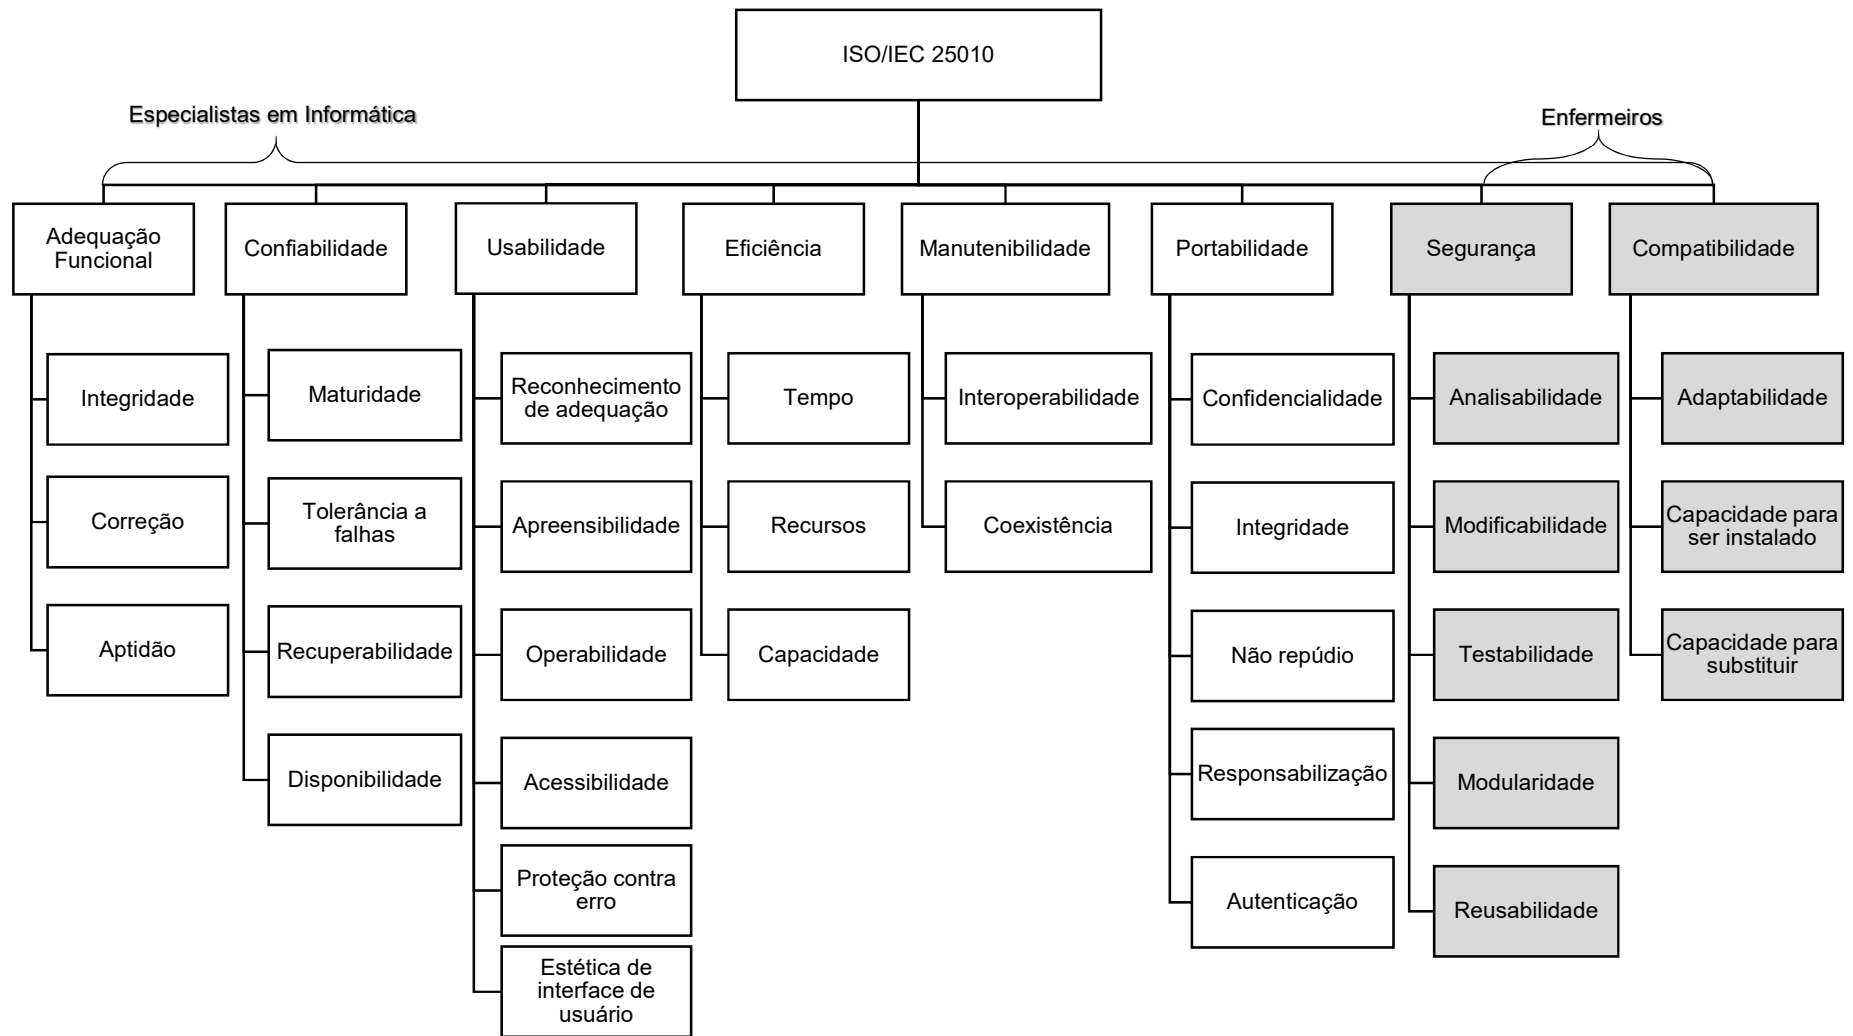 ISO/IEC 25010
Especialistas em Informática
Enfermeiros
Adequação
Funcional
Confiabilidade
Usabilidade
Eficiência
Manutenibilidade
Portabilidade
Segurança
Compatibilidade
Integridade
Correção
Aptidão
Maturidade
Tolerância a
falhas
Recuperabilidade
Disponibilidade
Reconhecimento
de adequação
Apreensibilidade
Operabilidade
Acessibilidade
Proteção contra
erro
Estética de
interface de
usuário
Tempo
Recursos
Capacidade
Interoperabilidade
Coexistência
Confidencialidade
Integridade
Não repúdio
Responsabilização
Autenticação
Analisabilidade
Modificabilidade
Testabilidade
Modularidade
Reusabilidade
Adaptabilidade
Capacidade para
ser instalado
Capacidade para
substituir